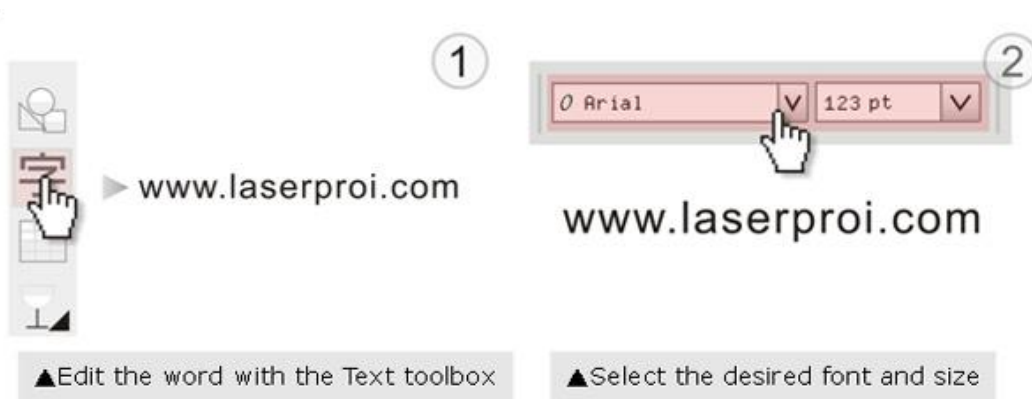 1
字
www.laserproi.com
▲Edit the word with the Text toolbox
2
O Arial
123 pt
www.laserproi.com
▲Select the desired font and size